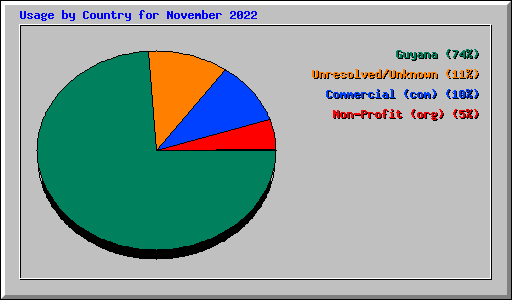 Usage by Country for November 2022
Guyana (74%)
Unresolved/Unknown (11%)
Commercial (com) (10%)
Non-Profit (org) (5%)